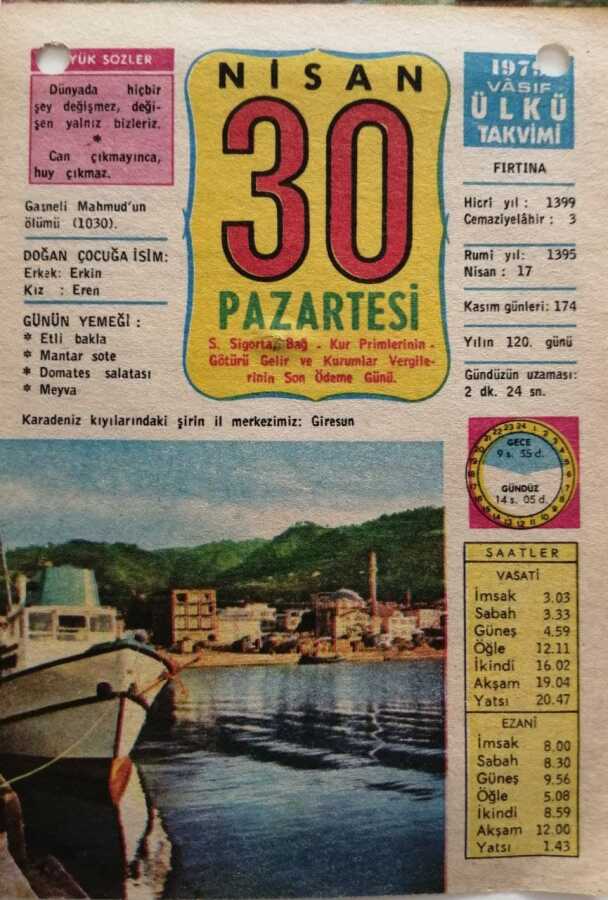 YÜK SÖZLER
Dünyada hiçbir
şey değişmez, deği-
şen yalnız bizleriz.
*
Can çıkmayınca,
huy çıkmaz.
Gazneli Mahmud'un
ölümü (1030).
DOĞAN ÇOCUĞA İSİM:
Erkek: Erkin
Kız : Eren
GÜNÜN YEMEĞİ :
* Etli bakla
* Mantar sote
* Domates salatası
* Meyva
NİSAN
30
PAZARTESİ
S. Sigorta, Bağ - Kur Primlerinin -
Götürü Gelir ve Kurumlar Vergile-
rinin Son Ödeme Günü.
197
VÂSIF
ÜLKÜ
TAKVİMİ
FIRTINA
Hicri yıl : 1399
Cemaziyelâhir : 3
Rumi yıl: 1395
Nisan : 17
Kasım günleri: 174
Yılın 120. günü
Gündüzün uzaması:
2 dk. 24 sn.
Karadeniz kıyılarındaki şirin il merkezimiz: Giresun
GECE
9 s. 55 d.
GÜNDÜZ
14 s. 05 d.
SAATLER
VASATİ
İmsak 3.03
Sabah 3.33
Güneş 4.59
Öğle 12.11
İkindi 16.02
Akşam 19.04
Yatsı 20.47
EZANİ
İmsak 8.00
Sabah 8.30
Güneş 9.56
Öğle 5.08
İkindi 8.59
Akşam 12.00
Yatsı 1.43